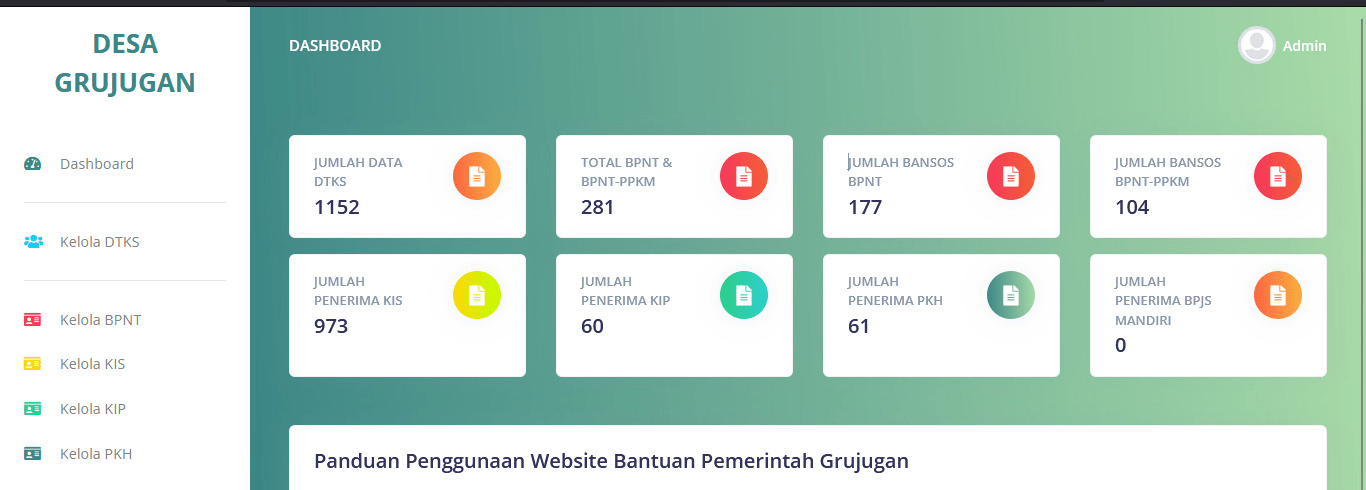 DESA
GRUJUGAN
Dashboard
Kelola DTKS
Kelola BPNT
Kelola KIS
Kelola KIP
Kelola PKH
DASHBOARD
Admin
JUMLAH DATA
DTKS
1152
TOTAL BPNT &
BPNT-PPKM
281
JUMLAH BANSOS
BPNT
177
JUMLAH BANSOS
BPNT-PPKM
104
JUMLAH
PENERIMA KIS
973
JUMLAH
PENERIMA KIP
60
JUMLAH
PENERIMA PKH
61
JUMLAH
PENERIMA BPJS
MANDIRI
0
Panduan Penggunaan Website Bantuan Pemerintah Grujugan